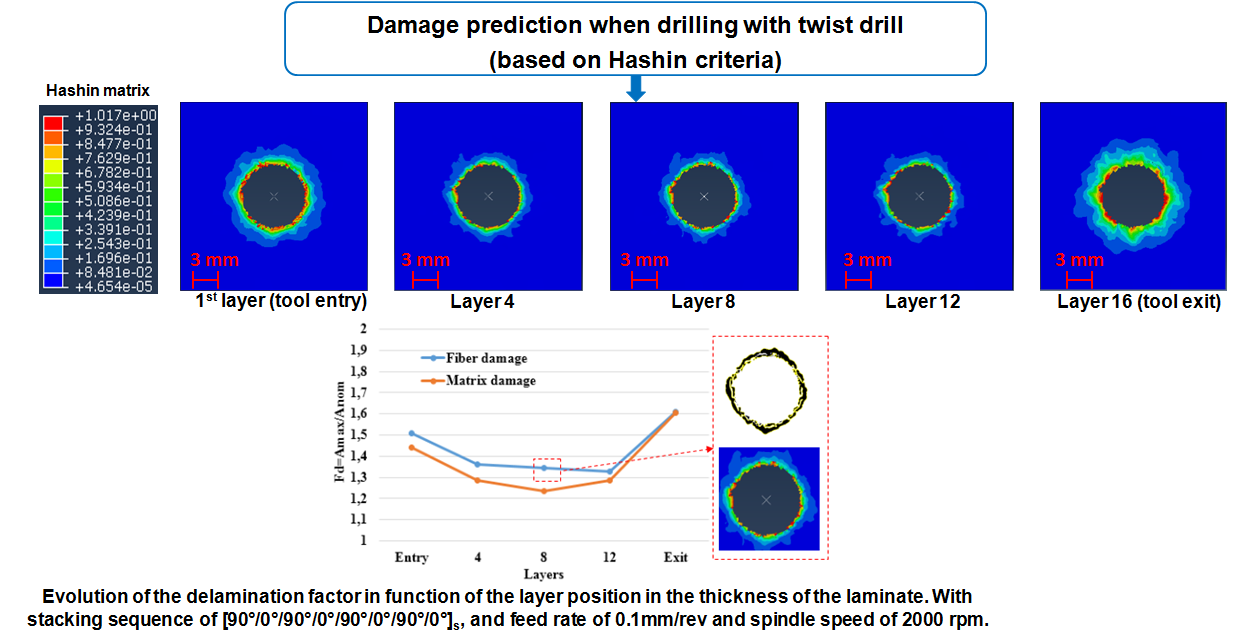 Damage prediction when drilling with twist drill
(based on Hashin criteria)
Hashin matrix
+1.017e+00
+9.324e-01
+8.477e-01
+7.629e-01
+6.782e-01
+5.934e-01
+5.086e-01
+4.239e-01
+3.391e-01
+2.543e-01
+1.696e-01
+8.481e-02
+4.654e-05
3 mm
3 mm
3 mm
3 mm
3 mm
1st layer (tool entry)
Layer 4
Layer 8
Layer 12
Layer 16 (tool exit)
Fd=Amax/Anom
2
1,9
1,8
1,7
1,6
1,5
1,4
1,3
1,2
1,1
1
Fiber damage
Matrix damage
Entry 4 8 12 Exit
Layers
Evolution of the delamination factor in function of the layer position in the thickness of the laminate. With
stacking sequence of [90°/0°/90°/0°/90°/0°/90°/0°]s, and feed rate of 0.1mm/rev and spindle speed of 2000 rpm.